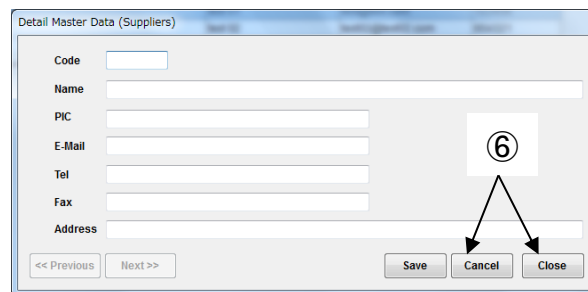 Detail Master Data (Suppliers)
Code
Name
PIC
E-Mail
⑥
Tel
Fax
Address
<< Previous Next >> Save Cancel Close